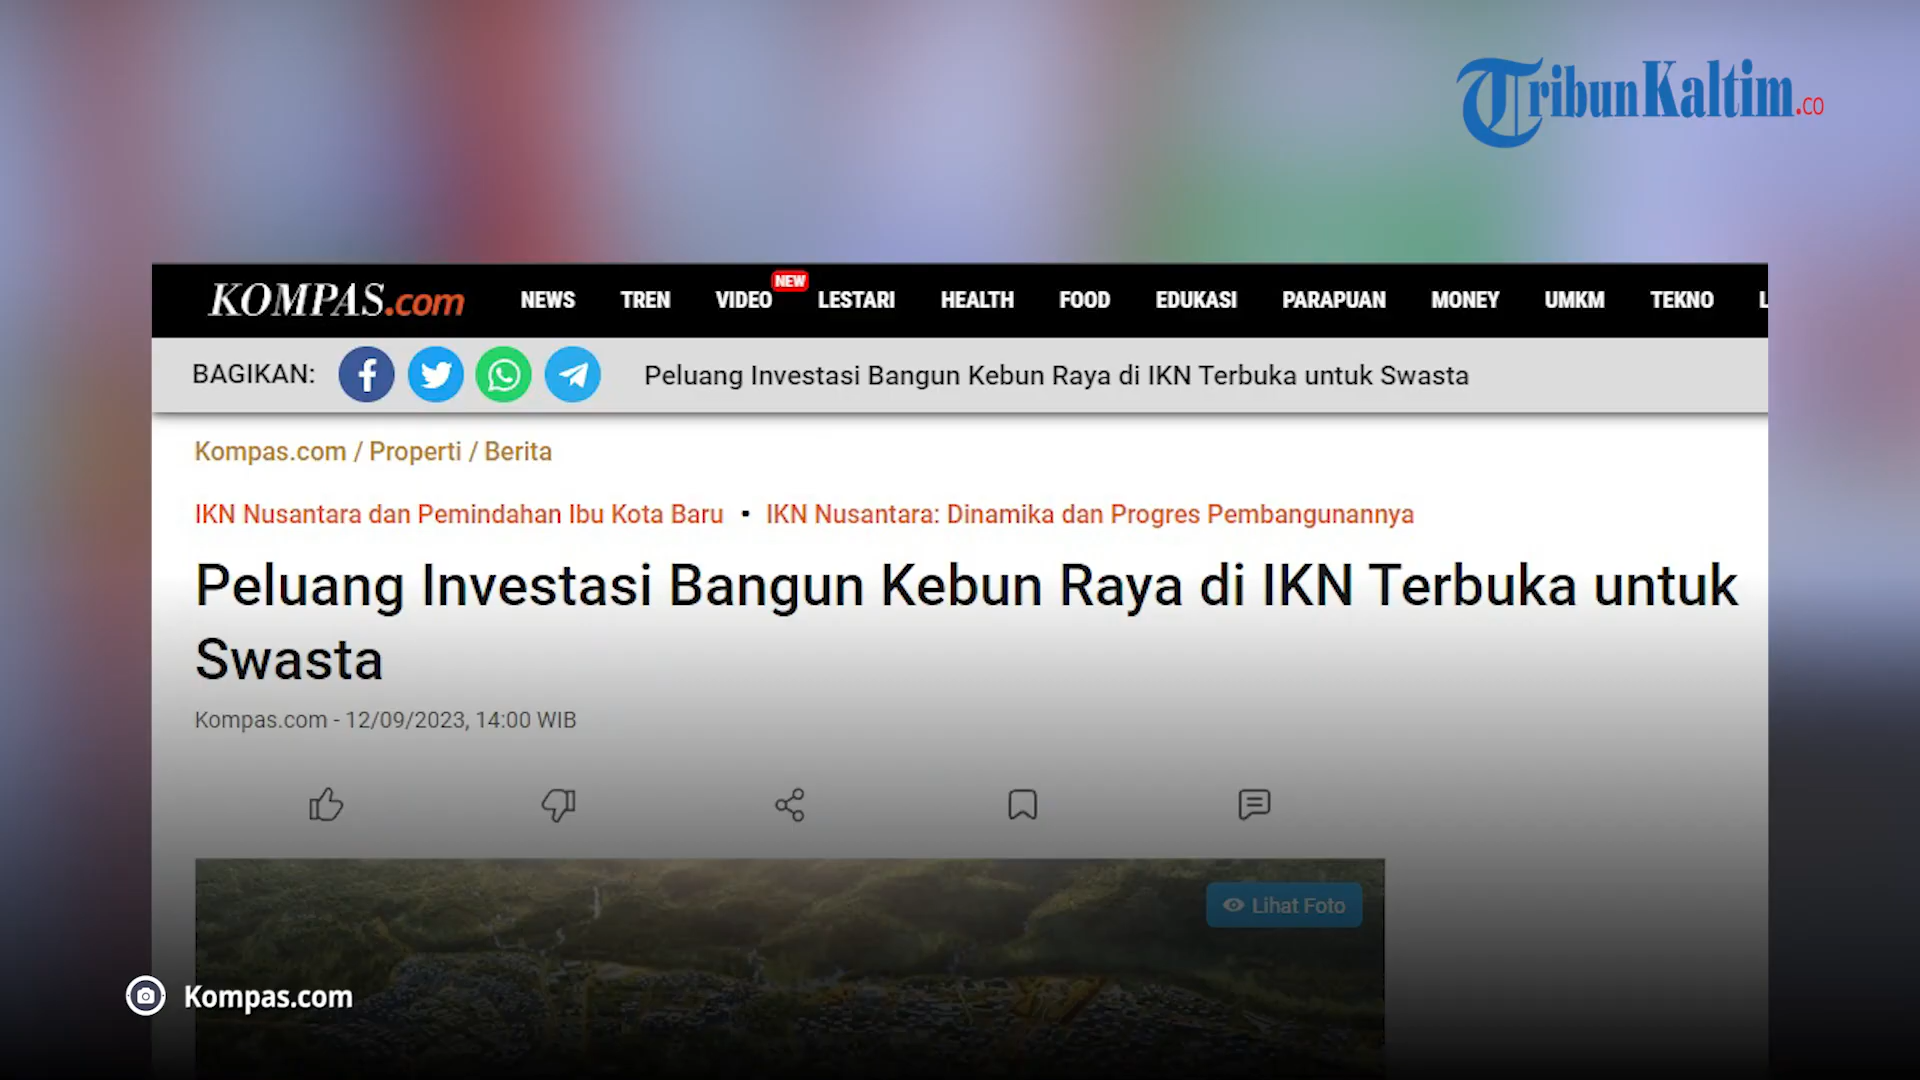 TribunKaltim.co
KOMPAS.com NEWS TREN VIDEO NEW LESTARI HEALTH FOOD EDUKASI PARAPUAN MONEY UMKM TEKNO
BAGIKAN: Peluang Investasi Bangun Kebun Raya di IKN Terbuka untuk Swasta
Kompas.com / Properti / Berita
IKN Nusantara dan Pemindahan Ibu Kota Baru ▪ IKN Nusantara: Dinamika dan Progres Pembangunannya
Peluang Investasi Bangun Kebun Raya di IKN Terbuka untuk
Swasta
Kompas.com - 12/09/2023, 14:00 WIB
Lihat Foto
Kompas.com